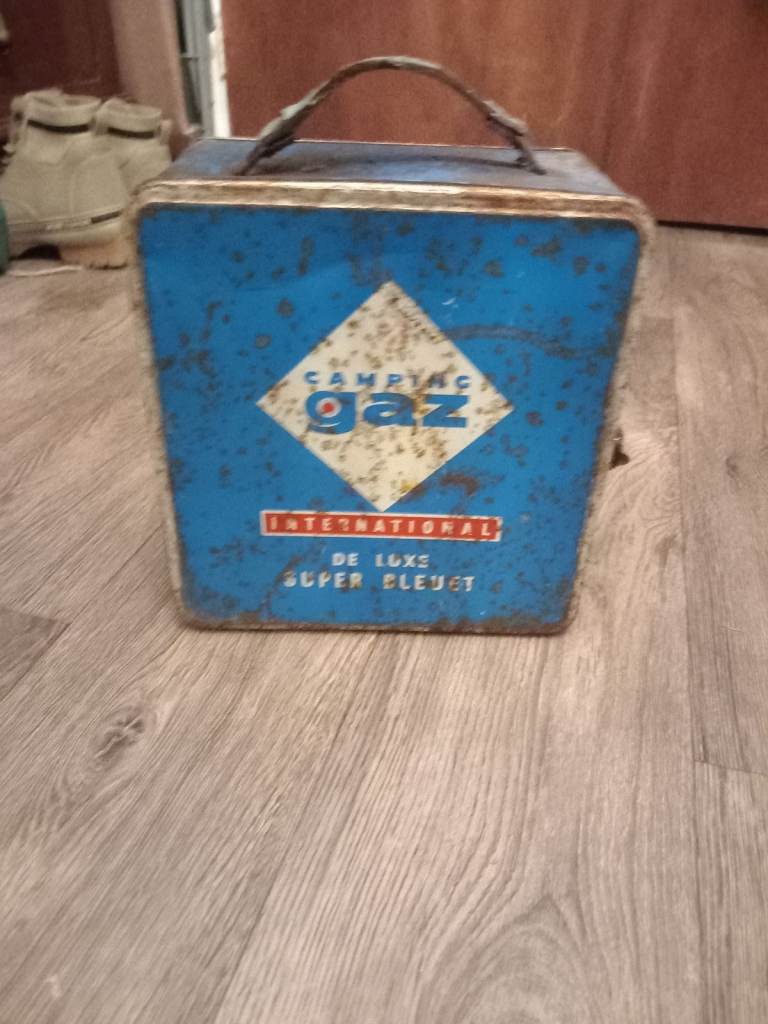 CAMPING
gaz
INTERNATIONAL
DE LUXE
SUPER BLEUET